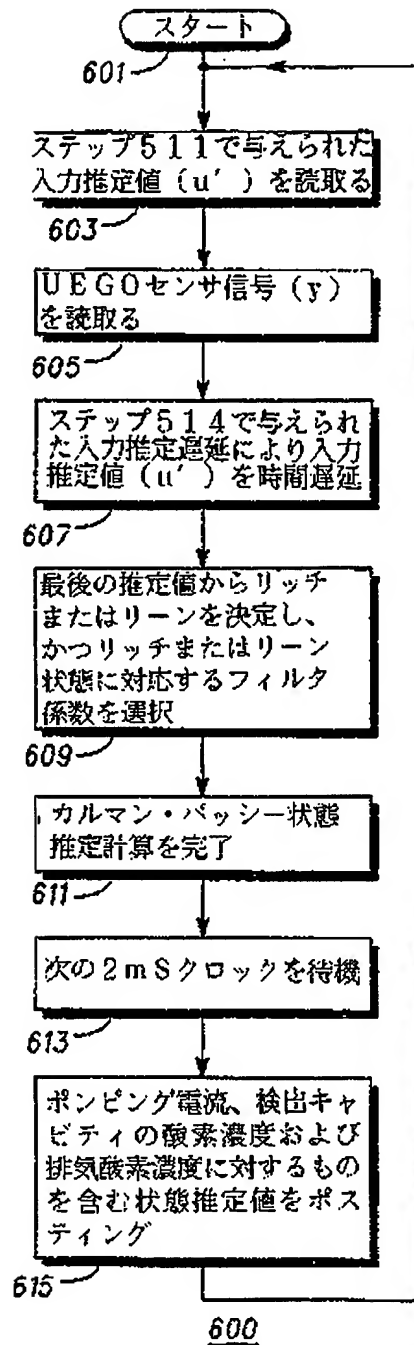 スタート
601
ステップ511で与えられた
入力推定値(u′)を読取る
603
UEGOセンサ信号(y)
を読取る
605
ステップ514で与えられ
た入力推定遅延により入力
推定値(u′)を時間遅延
607
最後の推定値からリッチ
またはリーンを決定し、
かつリッチまたはリーン
状態に対応するフィルタ
係数を選択
609
カルマン・バッシー状態
推定計算を完了
611
次の2mSクロックを待機
613
ポンピング電流、検出キャ
ビティの酸素濃度および
排気酸素濃度に対するもの
を含む状態推定値をポス
ティング
615
600